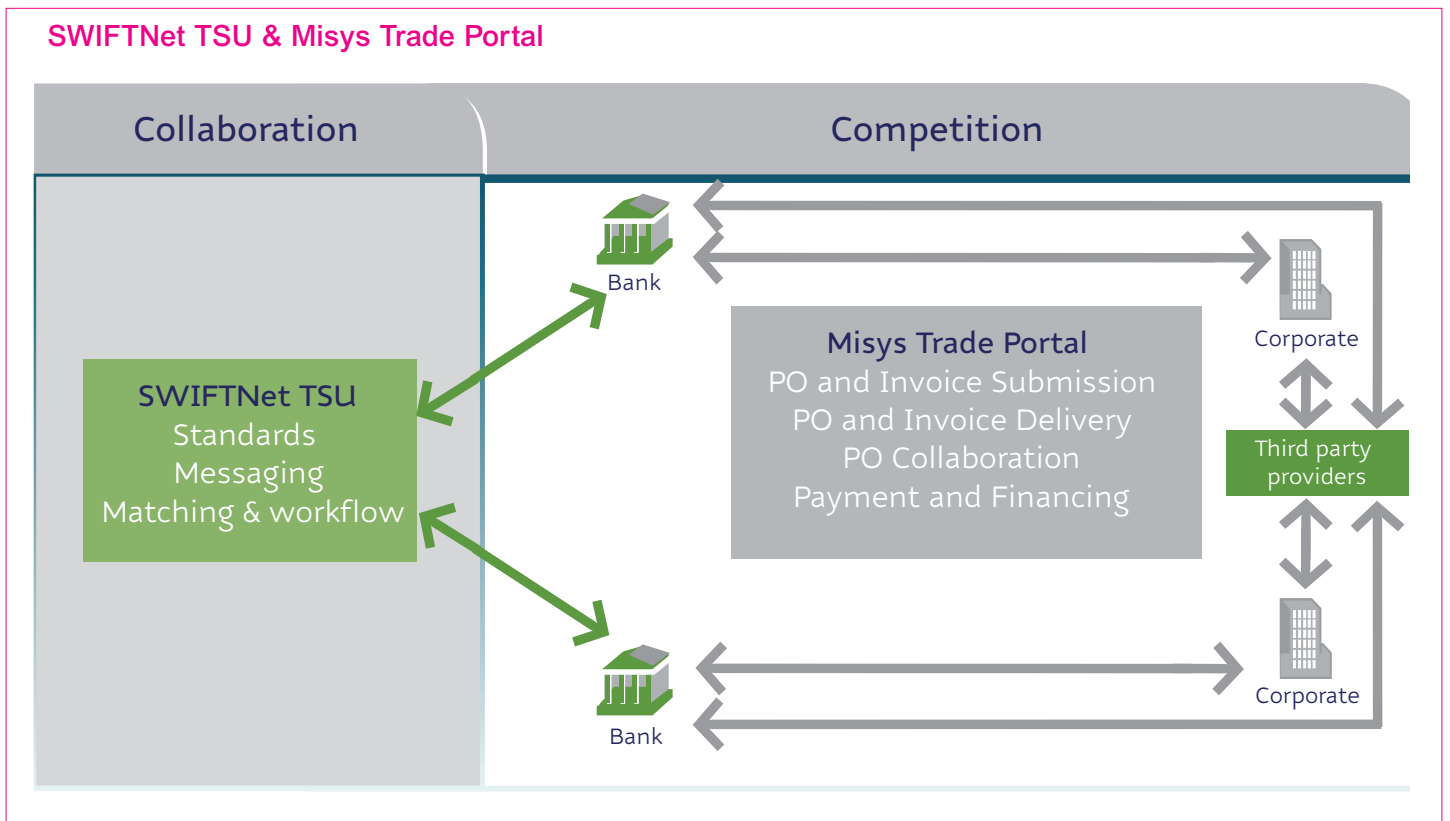 SWIFTNet TSU & Misys Trade Portal
Collaboration
Competition
Bank
Corporate
SWIFTNet TSU
Standards
Messaging
Matching & workflow
Misys Trade Portal
PO and Invoice Submission
PO and Invoice Delivery
PO Collaboration
Payment and Financing
Third party
providers
Bank
Corporate